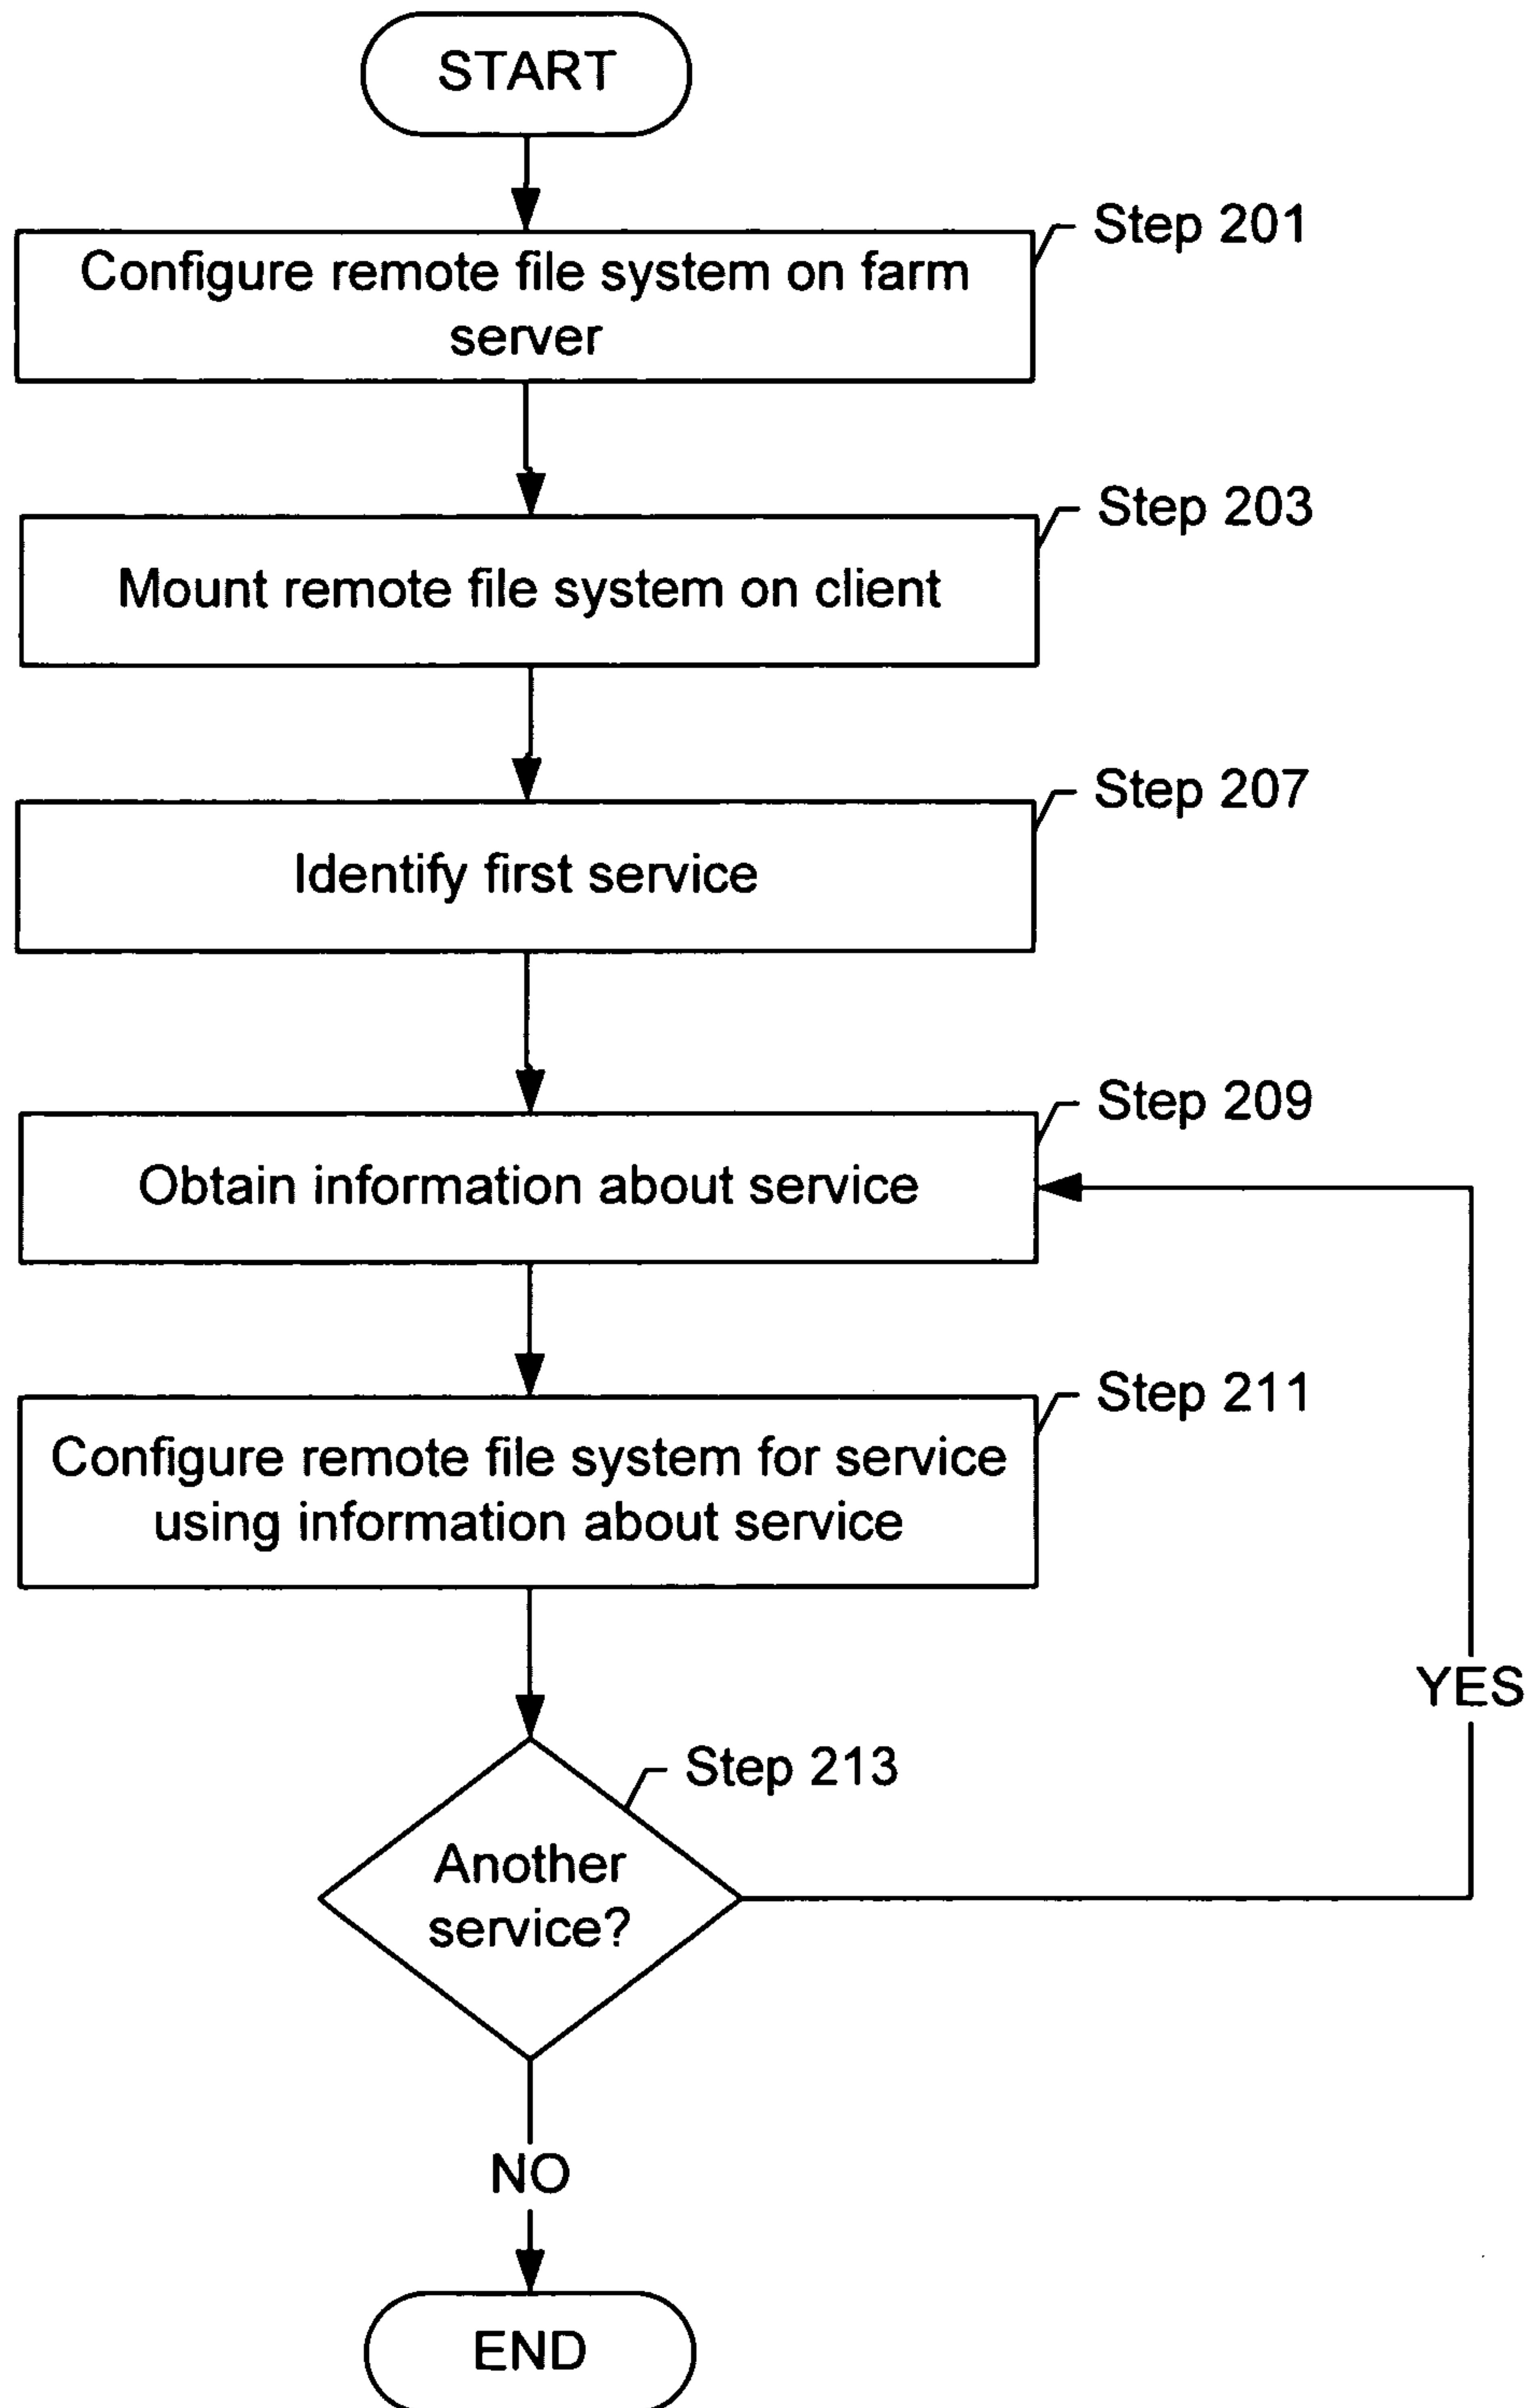 START
Step 201
Configure remote file system on farm
server
Step 203
Mount remote file system on client
Step 207
Identify first service
Step 209
Obtain information about service
Step 211
Configure remote file system for service
using information about service
YES
Step 213
Another
service?
NO
END